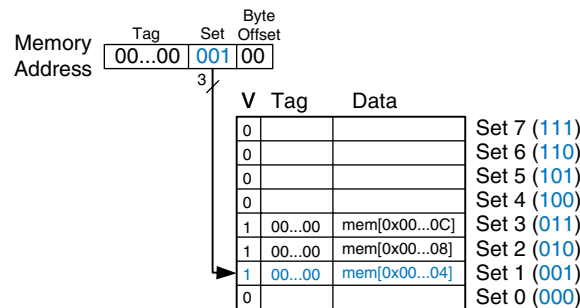 Memory Address
Tag Set Byte Offset
00...00 001 00
3
V Tag Data
0 Set 7 (111)
0 Set 6 (110)
0 Set 5 (101)
0 Set 4 (100)
1 00...00 mem[0x00...0C] Set 3 (011)
1 00...00 mem[0x00...08] Set 2 (010)
1 00...00 mem[0x00...04] Set 1 (001)
0 Set 0 (000)